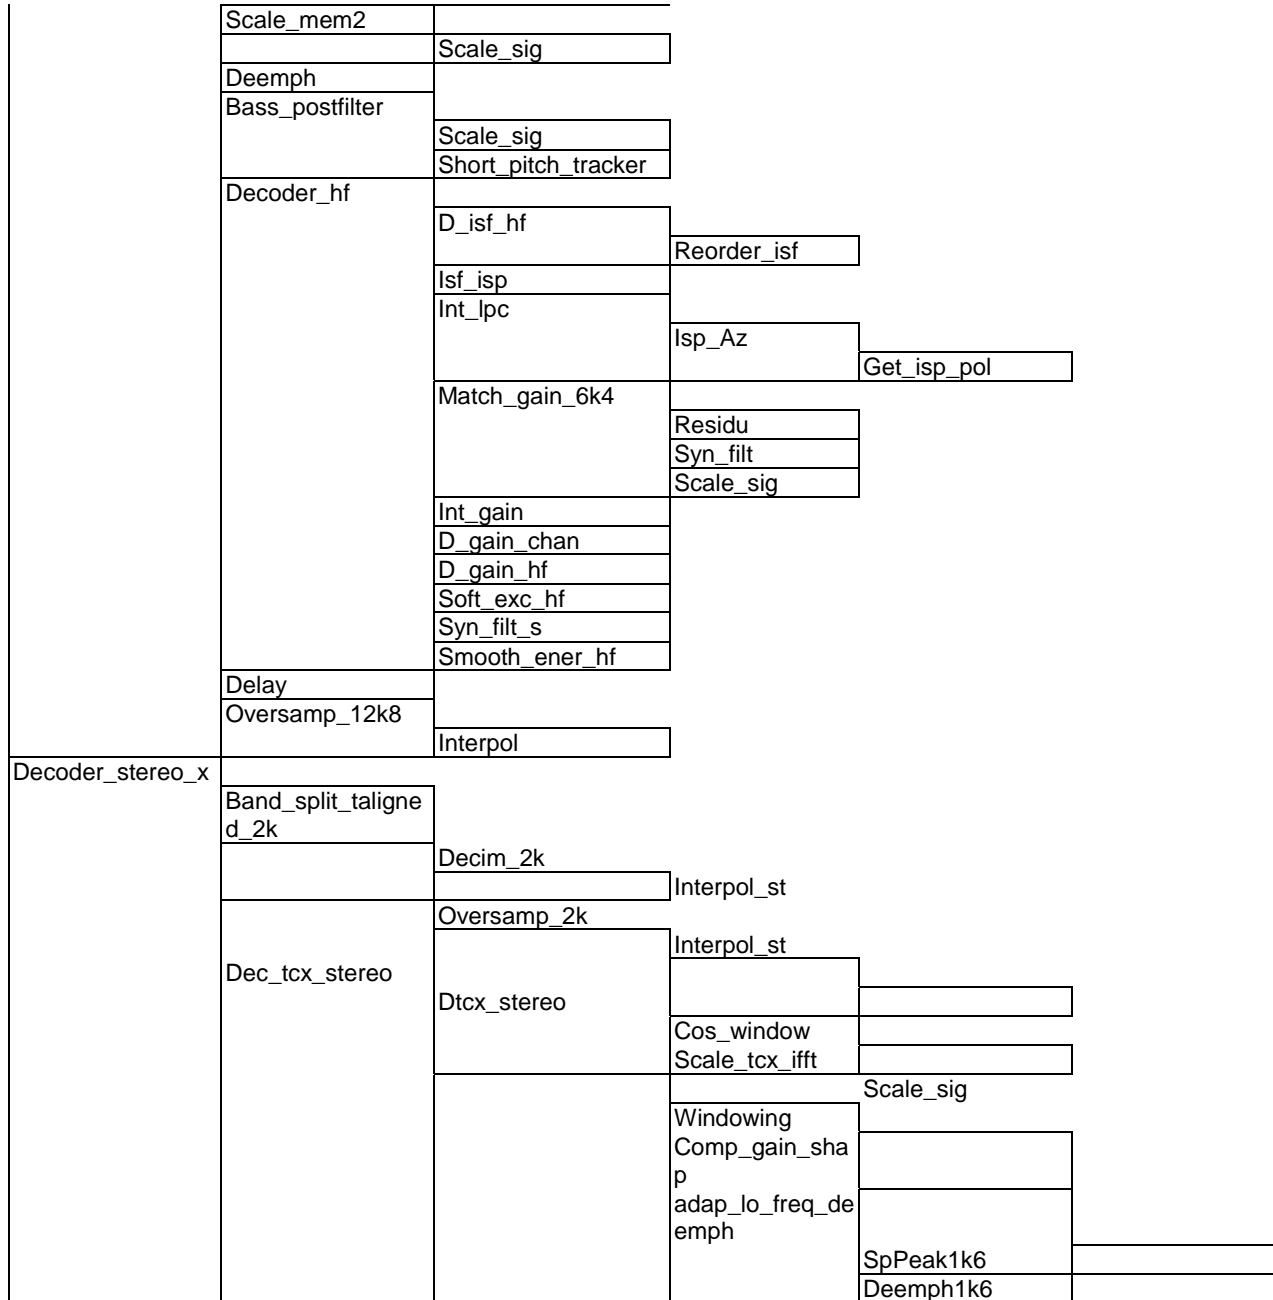 Scale_mem2
Scale_sig
Deemph
Bass_postfilter
Scale_sig
Short_pitch_tracker
Decoder_hf
D_isf_hf
Reorder_isf
Isf_isp
Int_lpc
Isp_Az
Get_isp_pol
Match_gain_6k4
Residu
Syn_filt
Scale_sig
Int_gain
D_gain_chan
D_gain_hf
Soft_exc_hf
Syn_filt_s
Smooth_ener_hf
Delay
Oversamp_12k8
Interpol
Decoder_stereo_x
Band_split_taligne
d_2k
Decim_2k
Interpol_st
Oversamp_2k
Interpol_st
Dec_tcx_stereo
Dtcx_stereo
Cos_window
Scale_tcx_ifft
Scale_sig
Windowing
Comp_gain_sha
p
adap_lo_freq_de
emph
SpPeak1k6
Deemph1k6